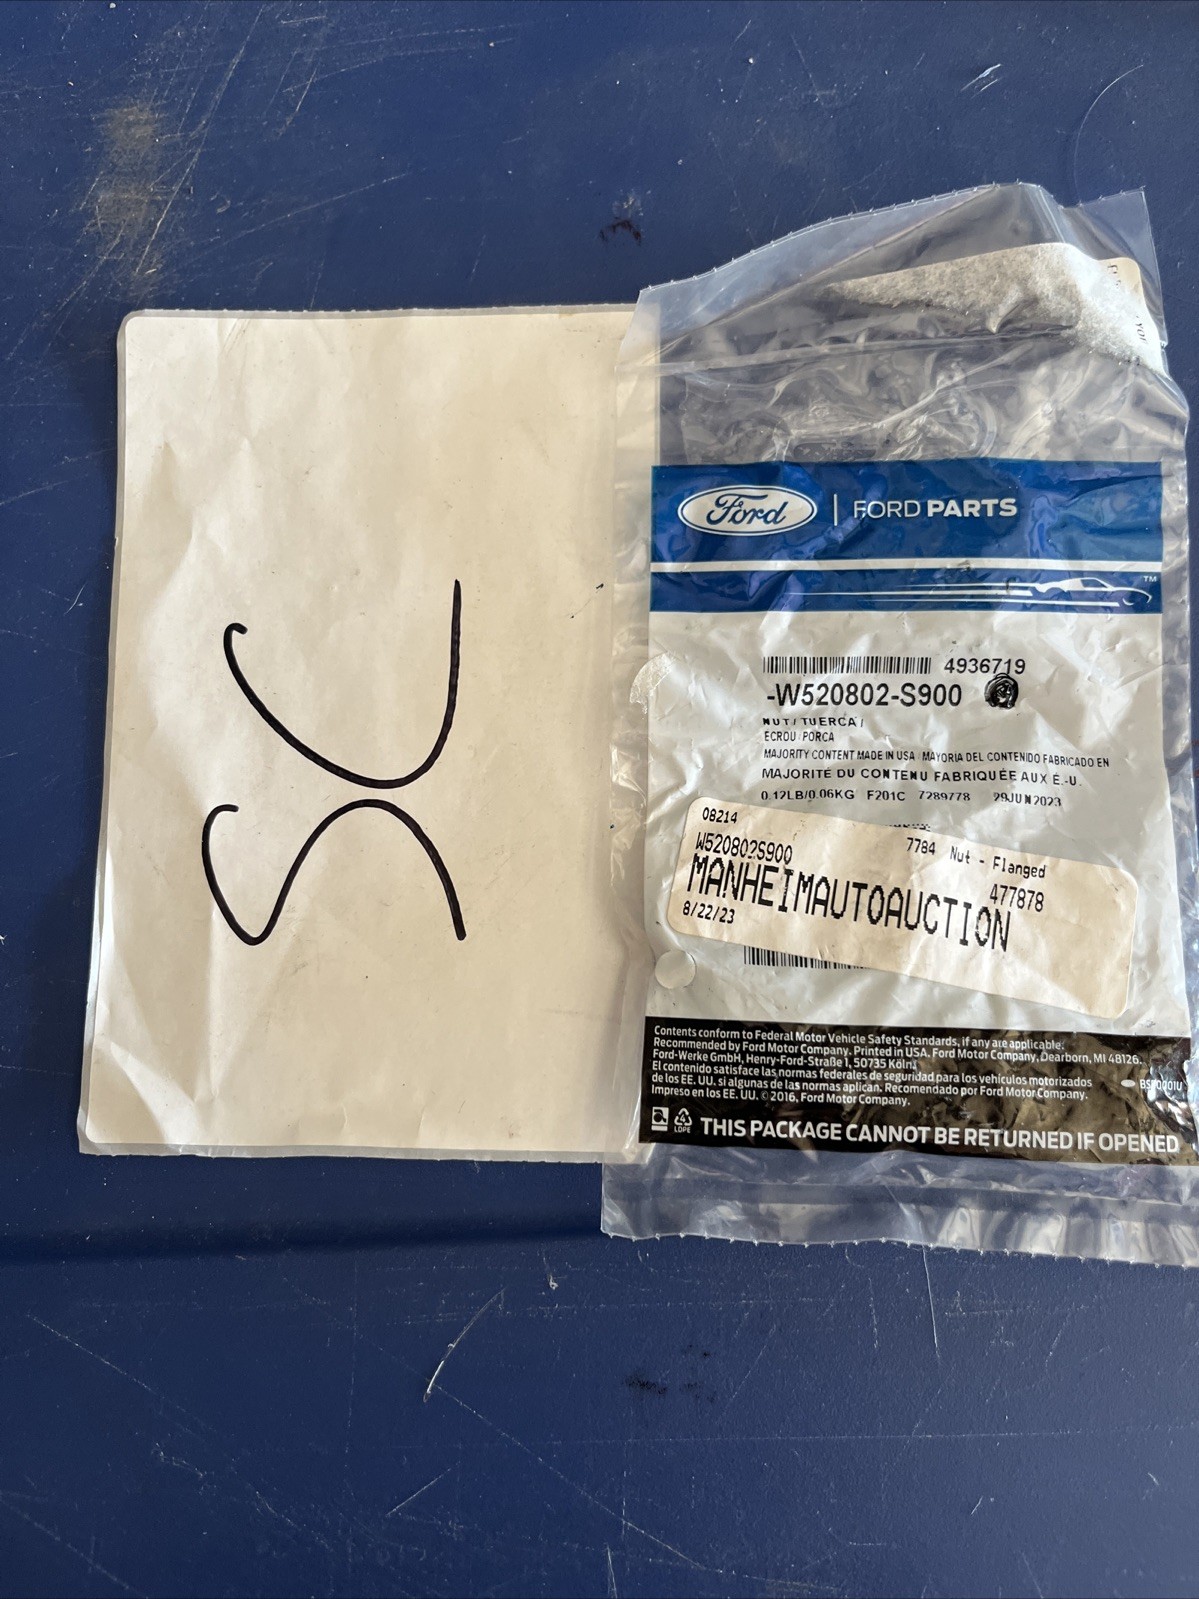 SC
Ford | FORD PARTS
TM
4936719
-W520802-S900
NUT / TUERCA /
ECROU / PORCA
MAJORITY CONTENT MADE IN USA / MAYORIA DEL CONTENIDO FABRICADO EN
MAJORITÉ DU CONTENU FABRIQUÉE AUX É.-U.
0.12LB/0.06KG F201C 7289778 29JUN2023
08214
W520802S900 7784 Nut - Flanged
477878
MANHEIMAUTOAUCTION
8/22/23
Contents conform to Federal Motor Vehicle Safety Standards, if any are applicable.
Recommended by Ford Motor Company. Printed in USA. Ford Motor Company, Dearborn, MI 48126.
Ford-Werke GmbH, Henry-Ford-Straße 1, 50735 Köln.
El contenido satisface las normas federales de seguridad para los vehículos motorizados
de los EE. UU. si algunas de las normas aplican. Recomendado por Ford Motor Company.
Impreso en los EE. UU. © 2016, Ford Motor Company.
4
LDPE
THIS PACKAGE CANNOT BE RETURNED IF OPENED